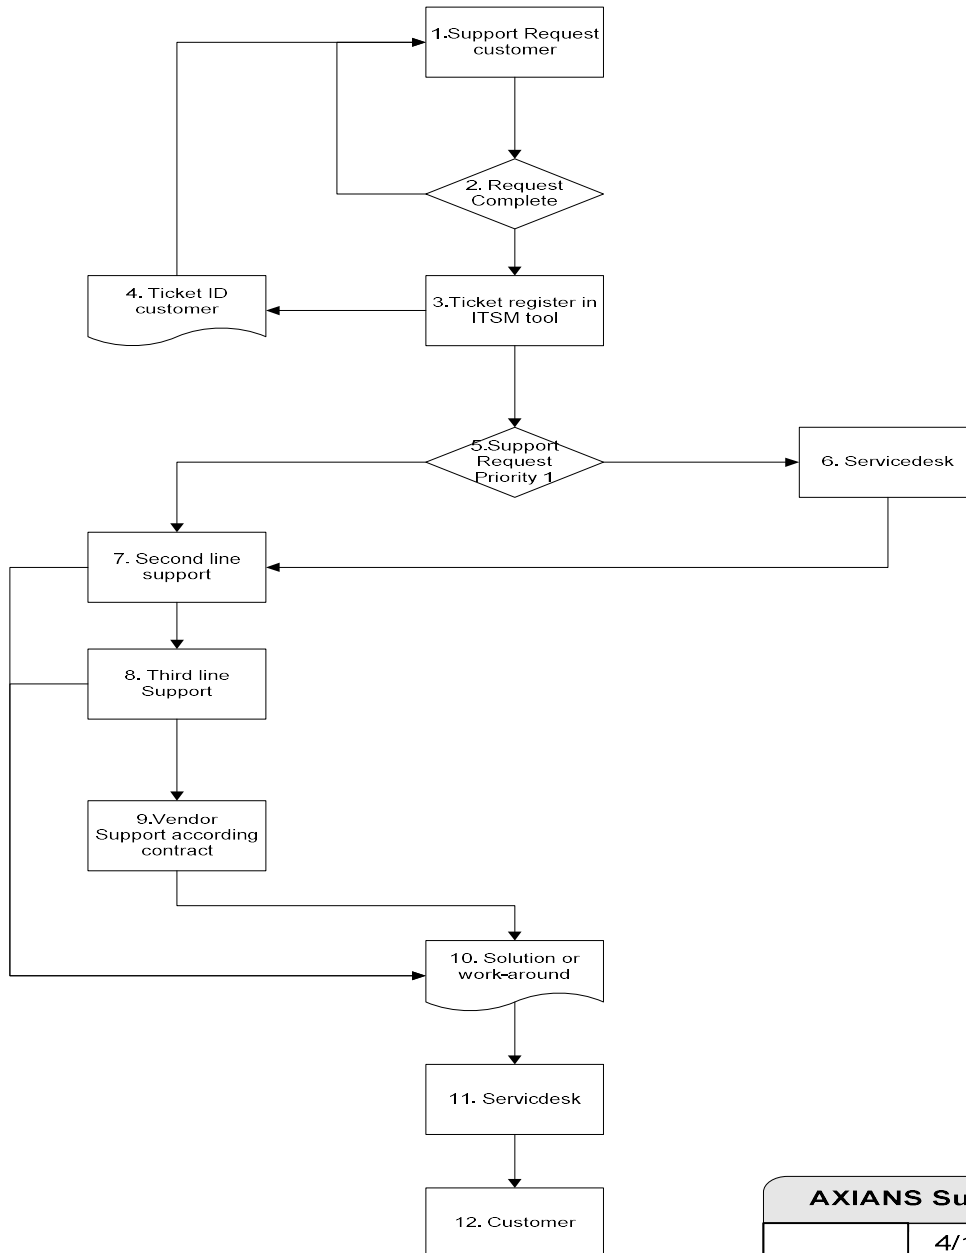 1.Support Request
customer
2. Request
Complete
4. Ticket ID
customer
3.Ticket register in
ITSM tool
5.Support
Request
Priority 1
6. Servicedesk
7. Second line
support
8. Third line
Support
9.Vendor
Support according
contract
10. Solution or
work-around
11. Servicdesk
12. Customer
AXIANS Su
4/1